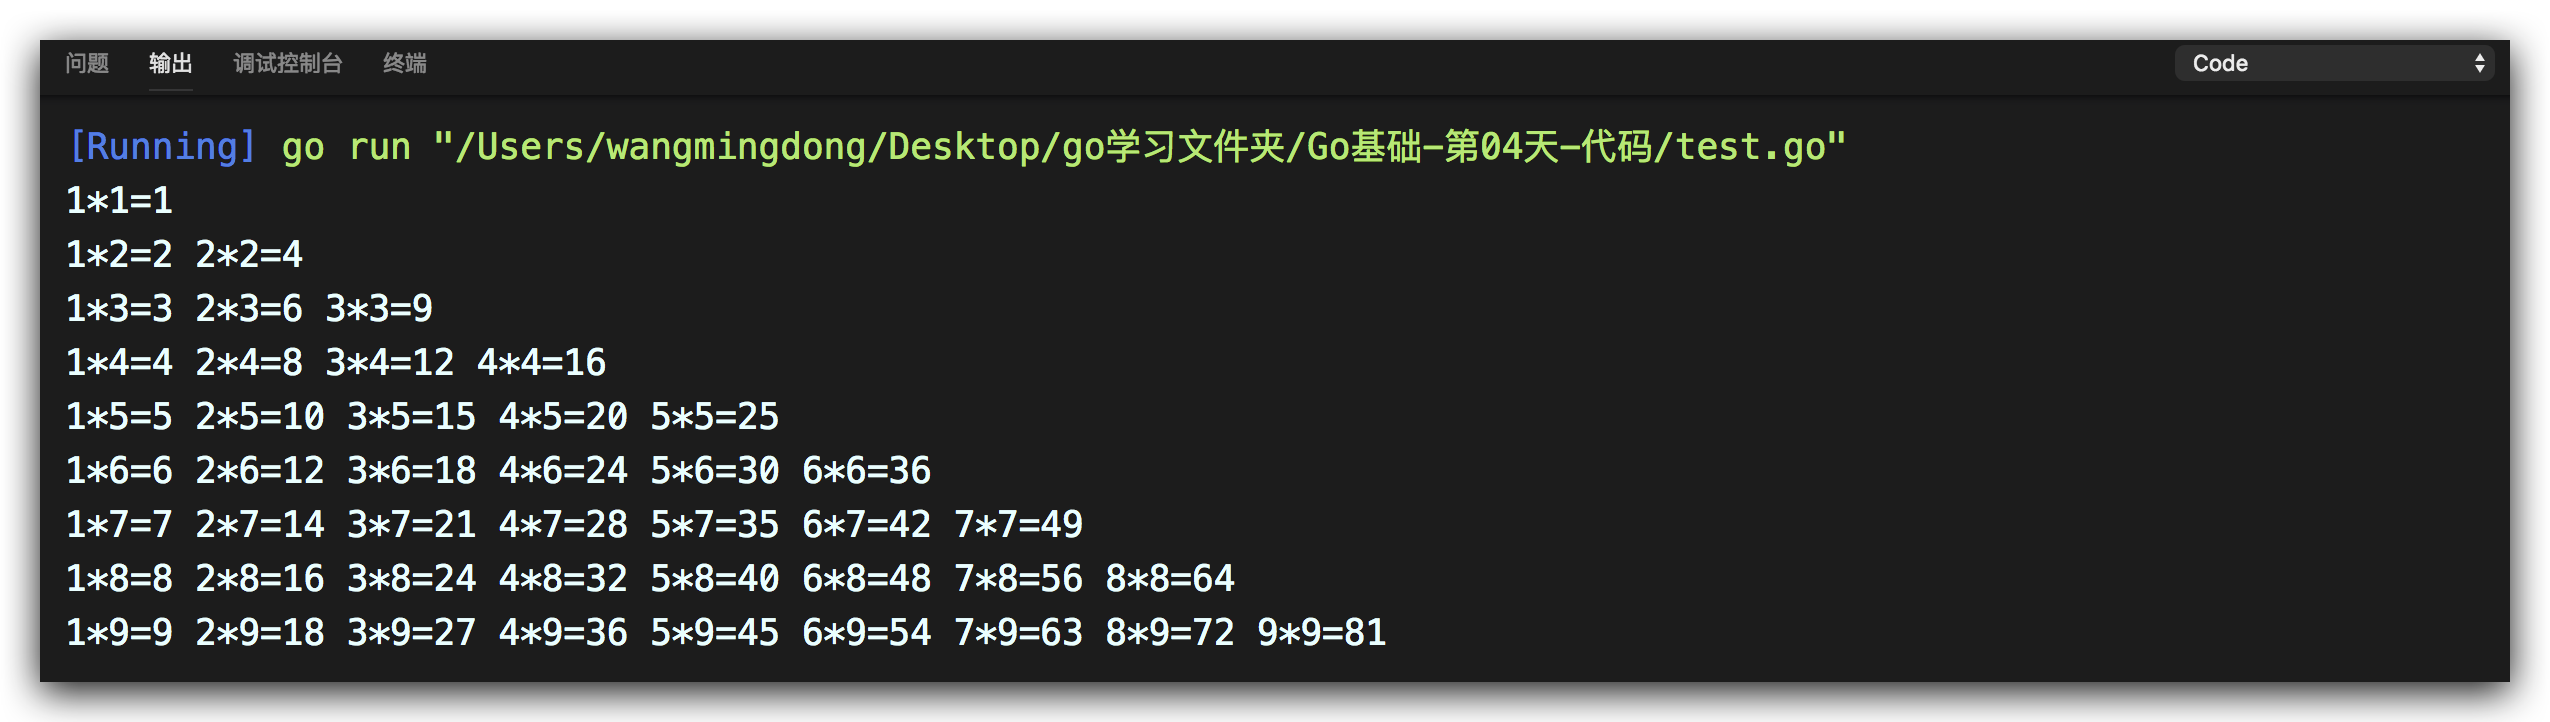 问题 输出 调试控制台 终端 Code
[Running] go run "/Users/wangmingdong/Desktop/go学习文件夹/Go基础-第04天-代码/test.go"
1*1=1
1*2=2 2*2=4
1*3=3 2*3=6 3*3=9
1*4=4 2*4=8 3*4=12 4*4=16
1*5=5 2*5=10 3*5=15 4*5=20 5*5=25
1*6=6 2*6=12 3*6=18 4*6=24 5*6=30 6*6=36
1*7=7 2*7=14 3*7=21 4*7=28 5*7=35 6*7=42 7*7=49
1*8=8 2*8=16 3*8=24 4*8=32 5*8=40 6*8=48 7*8=56 8*8=64
1*9=9 2*9=18 3*9=27 4*9=36 5*9=45 6*9=54 7*9=63 8*9=72 9*9=81